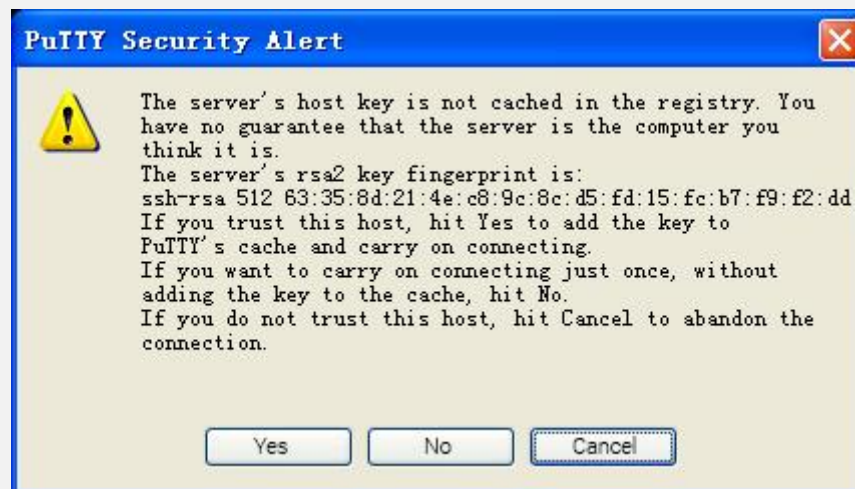 PuTTY Security Alert
The server's host key is not cached in the registry. You
have no guarantee that the server is the computer you
think it is.
The server's rsa2 key fingerprint is:
ssh-rsa 512 63:35:8d:21:4e:c8:9c:8c:d5:fd:15:fc:b7:f9:f2:dd
If you trust this host, hit Yes to add the key to
PuTTY's cache and carry on connecting.
If you want to carry on connecting just once, without
adding the key to the cache, hit No.
If you do not trust this host, hit Cancel to abandon the
connection.
Yes No Cancel